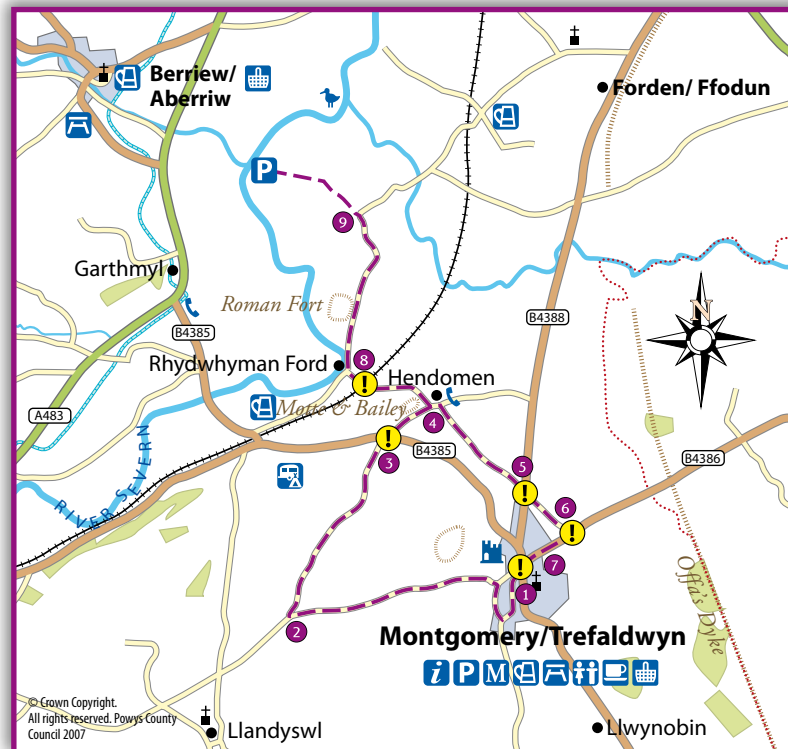 Berriew/
Aberriw
Forden/ Ffodun
P
9
Garthmyl
Roman Fort
N
B4385
B4388
8
Rhydwhyman Ford
!
Hendomen
A483
Motte & Bailey
4
!
3
B4385
5
B4386
RIVER SEVERN
!
6
!
7
!
1
Offa's Dyke
2
Montgomery/Trefaldwyn
i P M
© Crown Copyright.
All rights reserved. Powys County
Council 2007
Llandyswl
Llwynobin